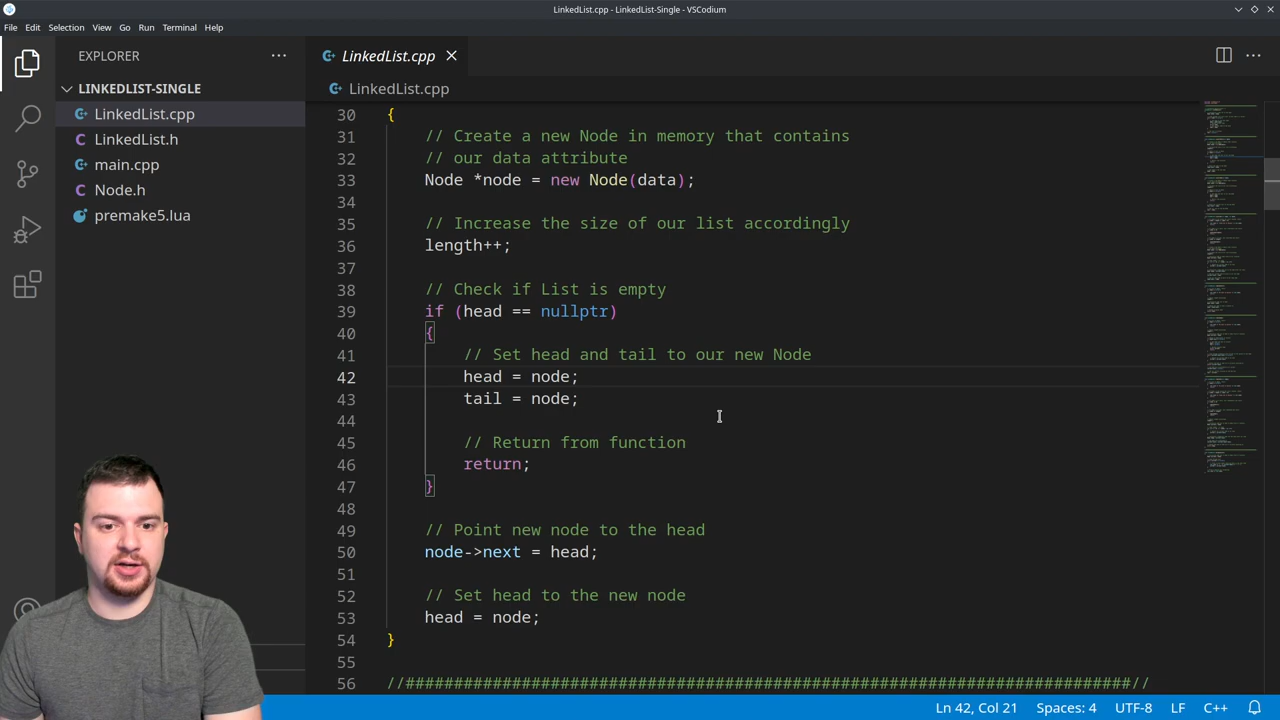 LinkedList.cpp - LinkedList-Single - VSCodium
File Edit Selection View Go Run Terminal Help
EXPLORER
LINKEDLIST-SINGLE
LinkedList.cpp
LinkedList.h
main.cpp
Node.h
premake5.lua
LinkedList.cpp
LinkedList.cpp
30 {
31 // Create a new Node in memory that contains
32 // our data attribute
33 Node *node = new Node(data);
34
35 // Increase the size of our list accordingly
36 length++;
37
38 // Check if List is empty
39 if (head == nullptr)
40 {
41 // Set head and tail to our new Node
42 head = node;
43 tail = node;
44
45 // Return from function
46 return;
47 }
48
49 // Point new node to the head
50 node->next = head;
51
52 // Set head to the new node
53 head = node;
54 }
55
56 //############################################################################//
Ln 42, Col 21 Spaces: 4 UTF-8 LF C++